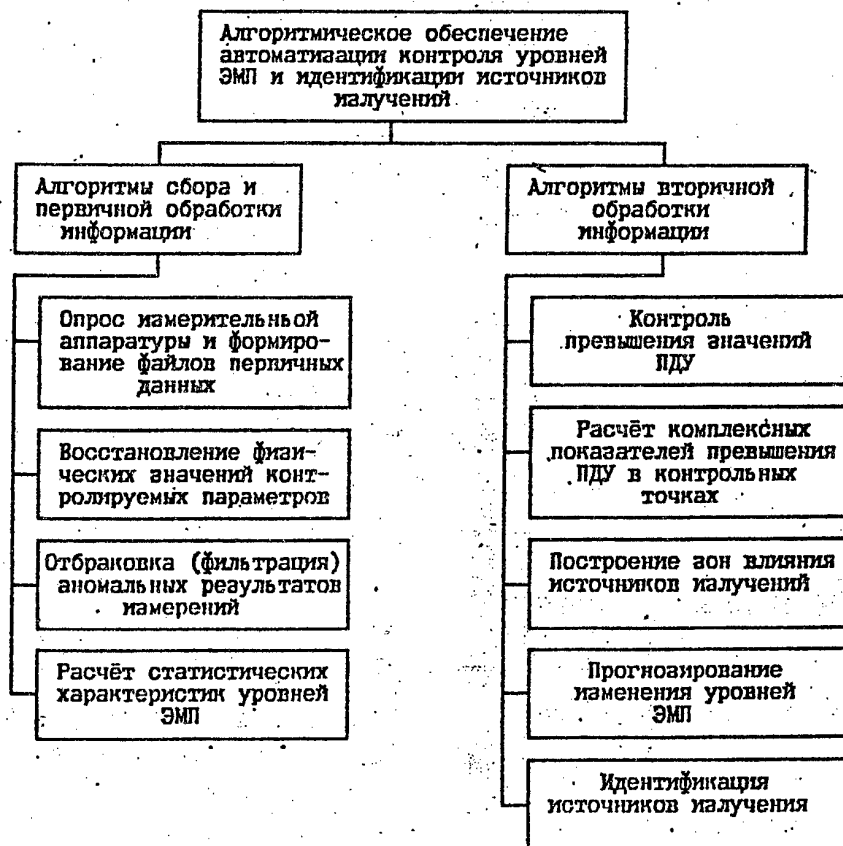 Алгоритмическое обеспечение
автоматизации контроля уровней
ЭМП и идентификации источников
излучений
Алгоритмы сбора и
первичной обработки
информации
Опрос измерительньой
аппаратуры и формиро-
вание файлов первичных
данных
Восстановление физи-
ческих значений конт-
ролируемых параметров
Отбраковка (фильтрация)
аномальных результатов
измерений
Расчёт статистических
характеристик уровней
ЭМП
Алгоритмы вторичной
обработки
информации
Контроль
превышения значений
ПДУ
Расчёт комплексных
показателей превышения
ПДУ в контрольных
точках
Построение зон влияния
источников излучений
Прогнозирование
изменения уровней
ЭМП
Идентификация
источников излучения